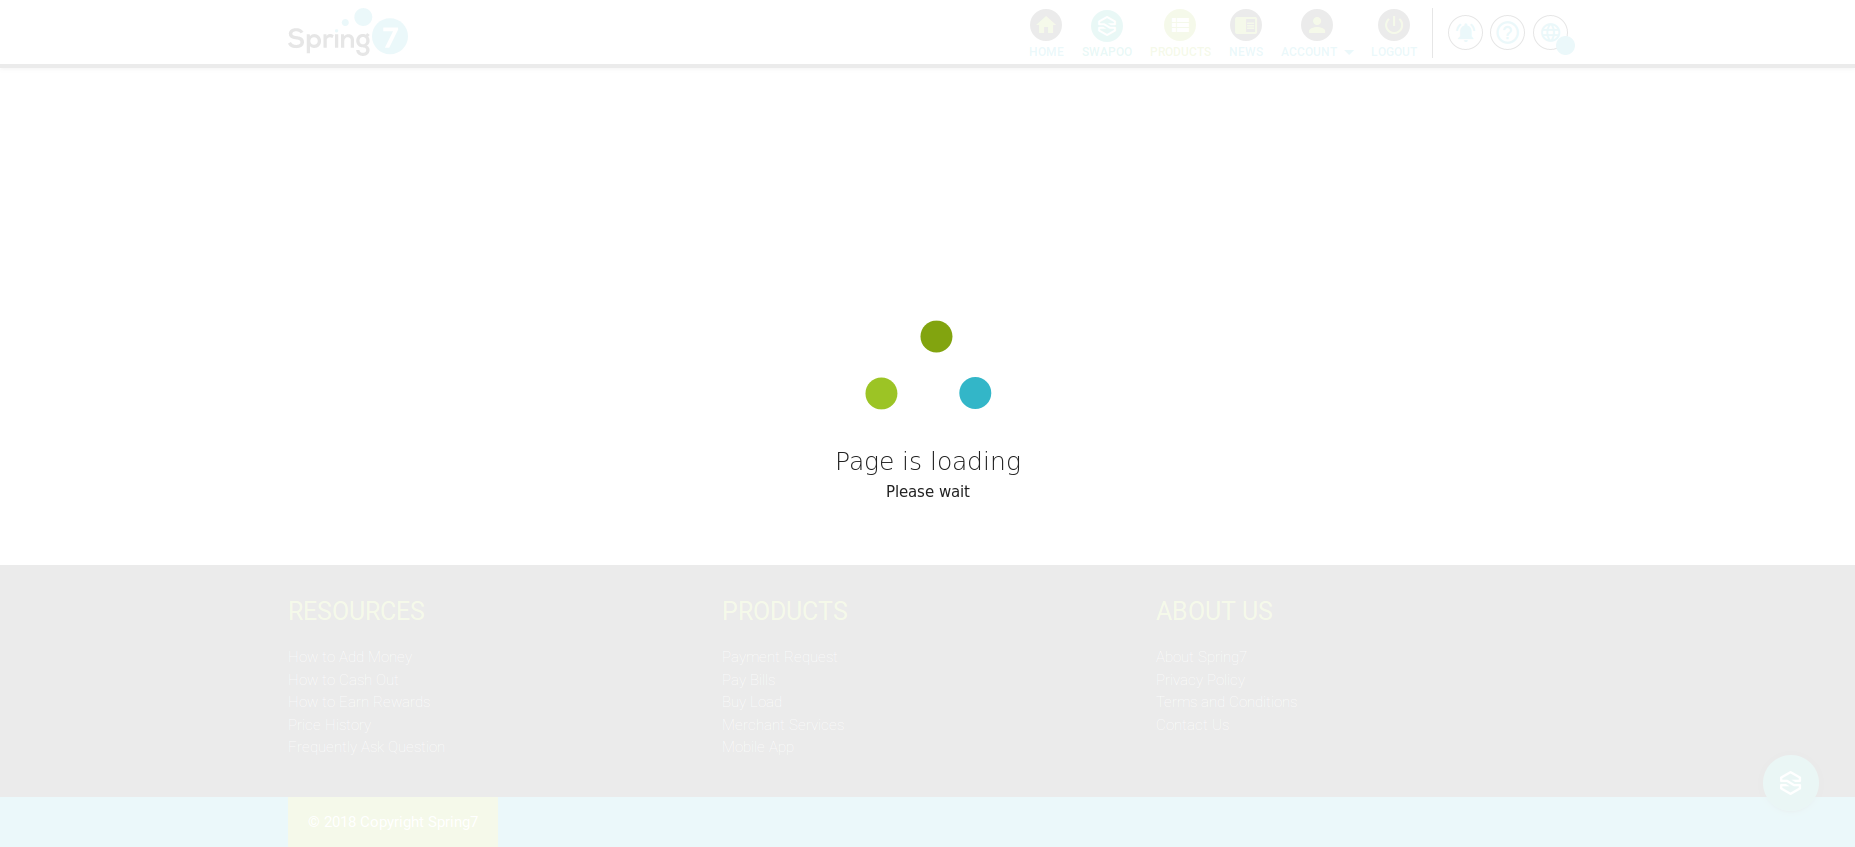 Spring7
HOME SWAPOO PRODUCTS NEWS ACCOUNT LOGOUT
Page is loading
Please wait
RESOURCES
How to Add Money
How to Cash Out
How to Earn Rewards
Price History
Frequently Ask Question
PRODUCTS
Payment Request
Pay Bills
Buy Load
Merchant Services
Mobile App
ABOUT US
About Spring7
Privacy Policy
Terms and Conditions
Contact Us
© 2018 Copyright Spring7